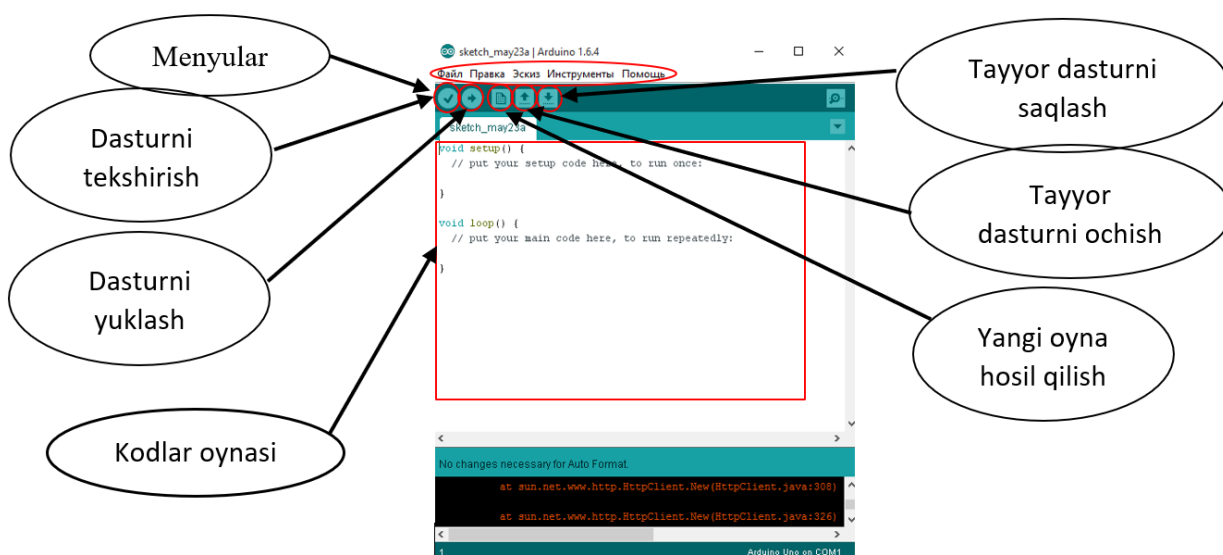 Menyular
Dasturni
tekshirish
Dasturni
yuklash
Kodlar oynasi
sketch_may23a | Arduino 1.6.4
Файл Правка Эскиз Инструменты Помощь
sketch_may23a
void setup() {
// put your setup code here, to run once:
}
void loop() {
// put your main code here, to run repeatedly:
}
No changes necessary for Auto Format.
at sun.net.www.http.HttpClient.New(HttpClient.java:308)
at sun.net.www.http.HttpClient.New(HttpClient.java:326)
1
Arduino Uno on COM1
Tayyor dasturni
saqlash
Tayyor
dasturni ochish
Yangi oyna
hosil qilish